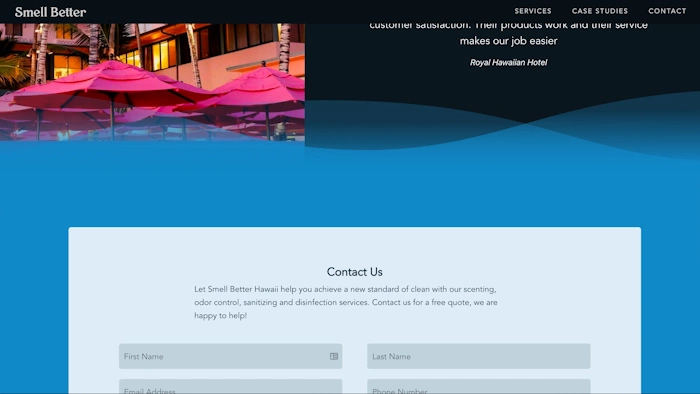 Smell Better
SERVICES CASE STUDIES CONTACT
customer satisfaction. Their products work and their service
makes our job easier
Royal Hawaiian Hotel
Contact Us
Let Smell Better Hawaii help you achieve a new standard of clean with our scenting,
odor control, sanitizing and disinfection services. Contact us for a free quote, we are
happy to help!
First Name
Last Name
Email Address
Phone Number